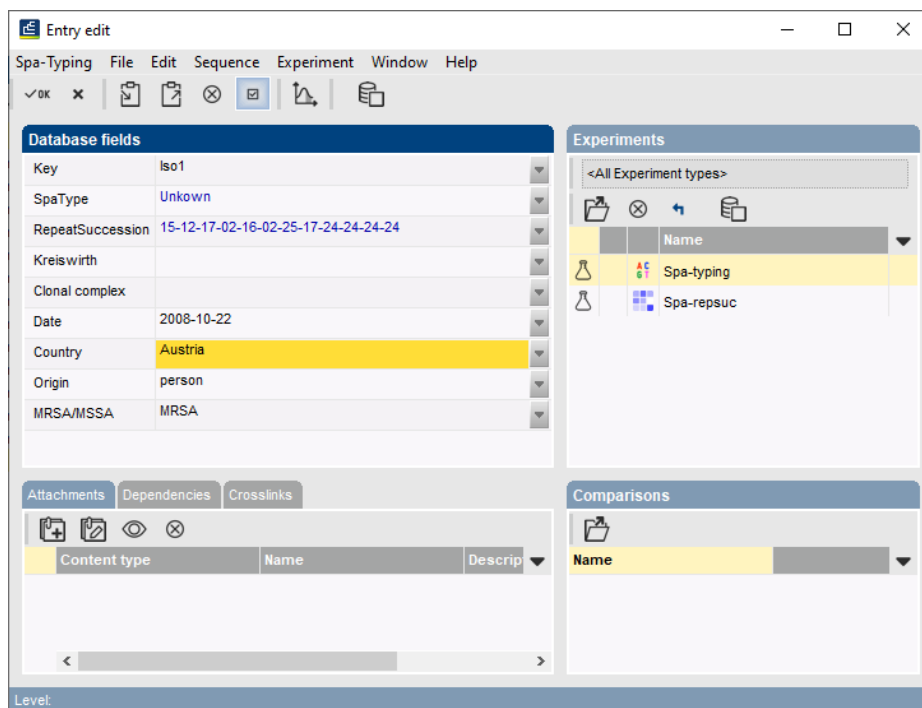 Entry edit
Spa-Typing File Edit Sequence Experiment Window Help
OK
Database fields
Key Iso1
SpaType Unkown
RepeatSuccession 15-12-17-02-16-02-25-17-24-24-24-24
Kreiswirth
Clonal complex
Date 2008-10-22
Country Austria
Origin person
MRSA/MSSA MRSA
Experiments
<All Experiment types>
Name
Spa-typing
Spa-repsuc
Attachments Dependencies Crosslinks
Content type Name Descrip
Comparisons
Name
Level: